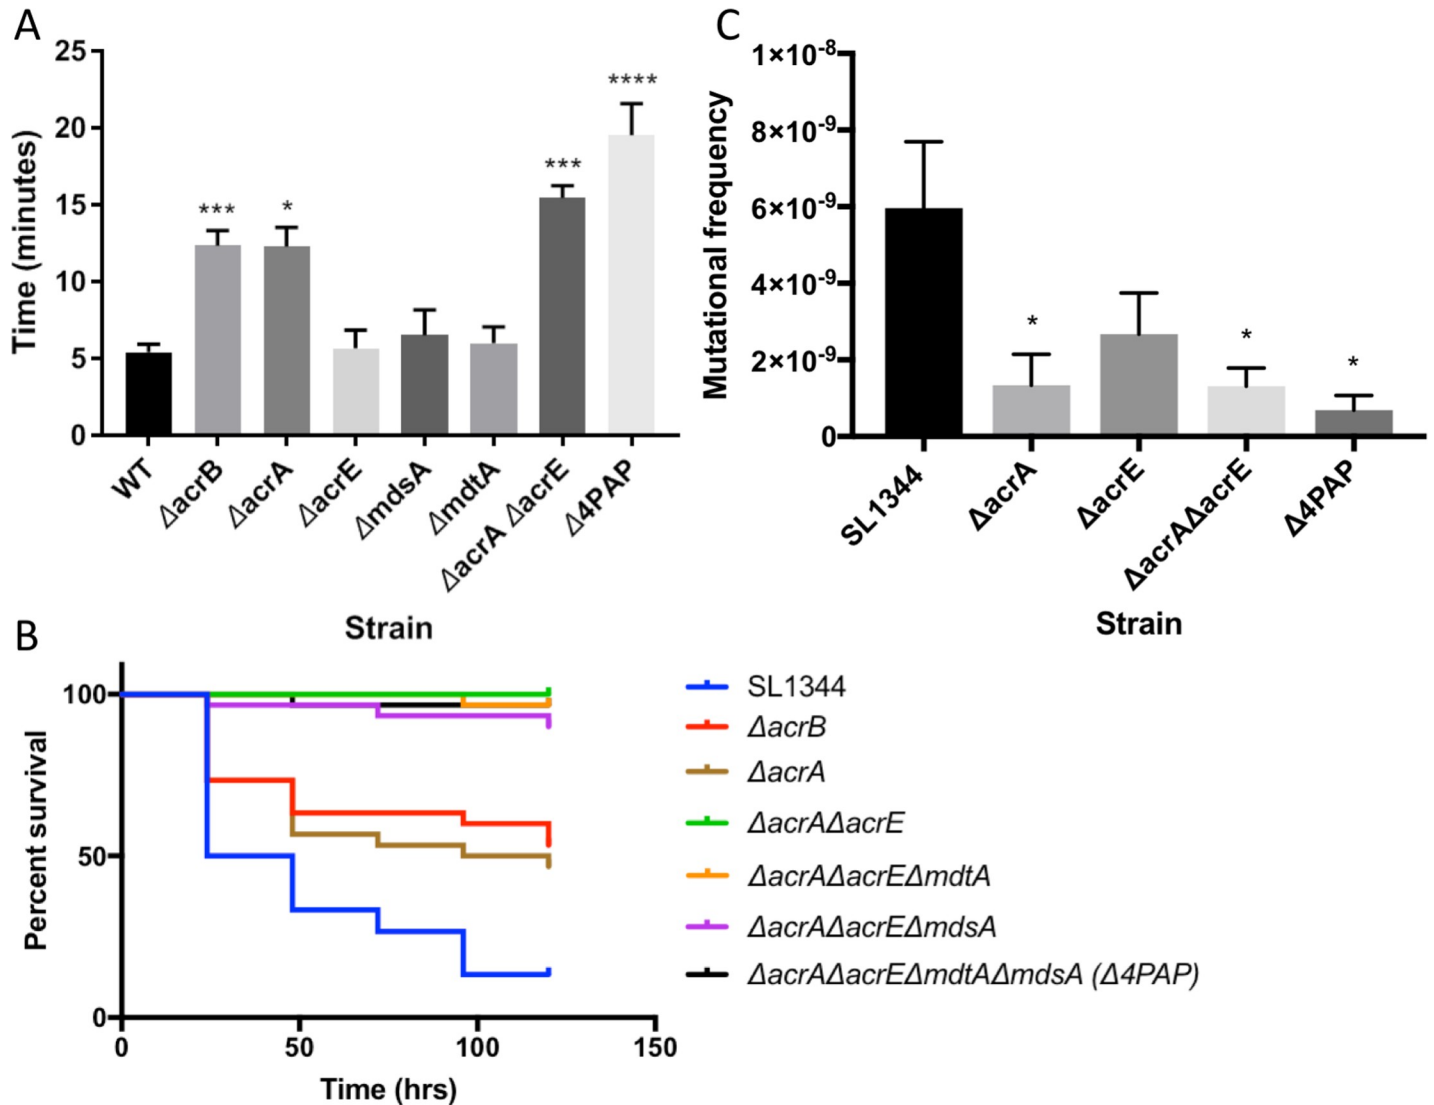 A
25
20
15
10
5
0
Time (minutes)
***
*
***
****
WT
ΔacrB
ΔacrA
ΔacrE
ΔmdsA
ΔmdtA
ΔacrA ΔacrE
Δ4PAP
Strain
C
1×10-8
8×10-9
6×10-9
4×10-9
2×10-9
0
Mutational frequency
*
*
*
SL1344
ΔacrA
ΔacrE
ΔacrAΔacrE
Δ4PAP
Strain
B
100
50
0
Percent survival
0
50
100
150
Time (hrs)
SL1344
ΔacrB
ΔacrA
ΔacrAΔacrE
ΔacrAΔacrEΔmdtA
ΔacrAΔacrEΔmdsA
ΔacrAΔacrEΔmdtAΔmdsA (Δ4PAP)